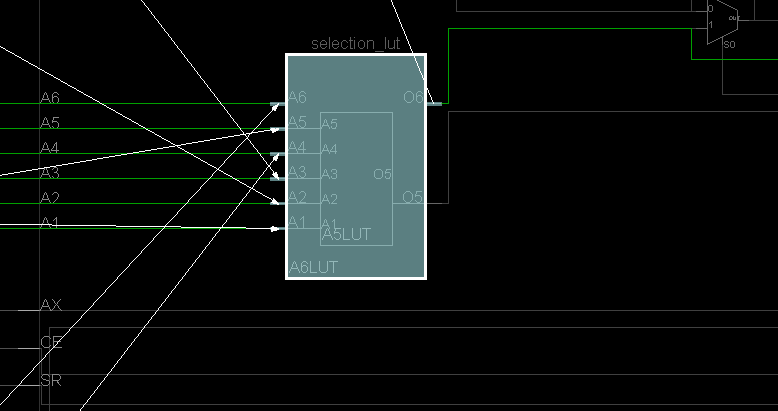 0
out
1
S0
selection_lut
A6
A6
O6
A5
A5
A5
A4
A4
A4
A3
A3
A3
O5
A2
A2
A2
O5
A1
A1
A1
A5LUT
A6LUT
AX
CE
SR